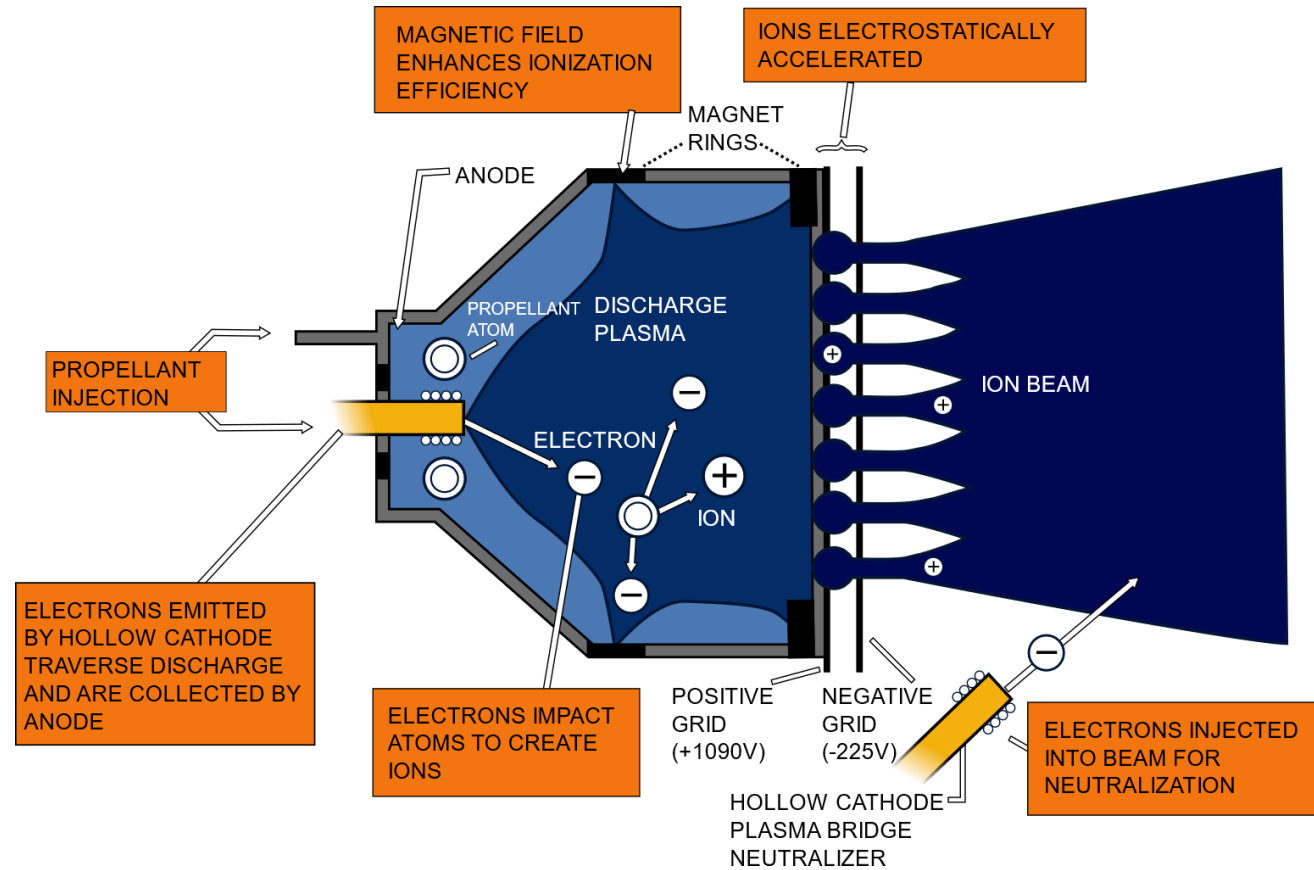 MAGNETIC FIELD
ENHANCES IONIZATION
EFFICIENCY
IONS ELECTROSTATICALLY
ACCELERATED
MAGNET
RINGS
ANODE
PROPELLANT
ATOM
DISCHARGE
PLASMA
PROPELLANT
INJECTION
ION BEAM
+
+
−
ELECTRON
−
+
ION
−
+
−
ELECTRONS EMITTED
BY HOLLOW CATHODE
TRAVERSE DISCHARGE
AND ARE COLLECTED BY
ANODE
ELECTRONS IMPACT
ATOMS TO CREATE
IONS
POSITIVE
GRID
(+1090V)
NEGATIVE
GRID
(-225V)
ELECTRONS INJECTED
INTO BEAM FOR
NEUTRALIZATION
HOLLOW CATHODE
PLASMA BRIDGE
NEUTRALIZER